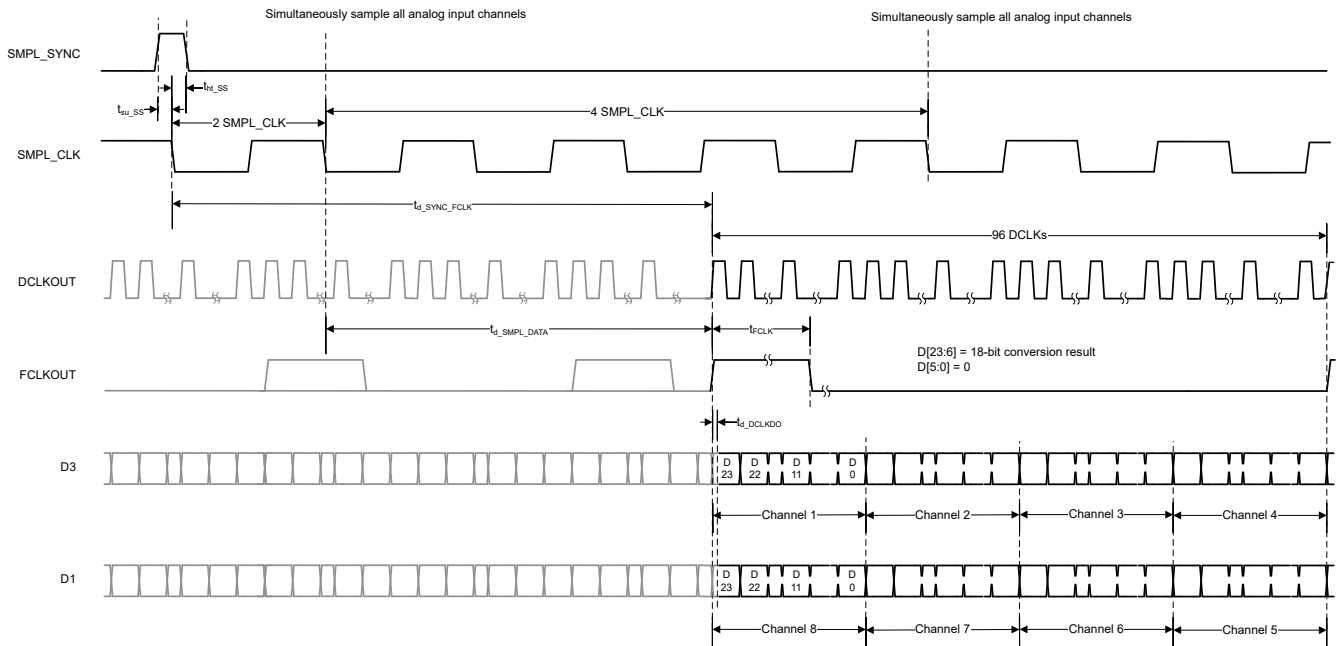 Simultaneously sample all analog input channels
Simultaneously sample all analog input channels
SMPL_SYNC
tht_SS
tsu_SS
2 SMPL_CLK
4 SMPL_CLK
SMPL_CLK
td_SYNC_FCLK
96 DCLKs
DCLKOUT
td_SMPL_DATA
tFCLK
D[23:6] = 18-bit conversion result
D[5:0] = 0
FCLKOUT
td_DCLKDO
D3
D 23
D 22
D 11
D 0
Channel 1
Channel 2
Channel 3
Channel 4
D1
D 23
D 22
D 11
D 0
Channel 8
Channel 7
Channel 6
Channel 5